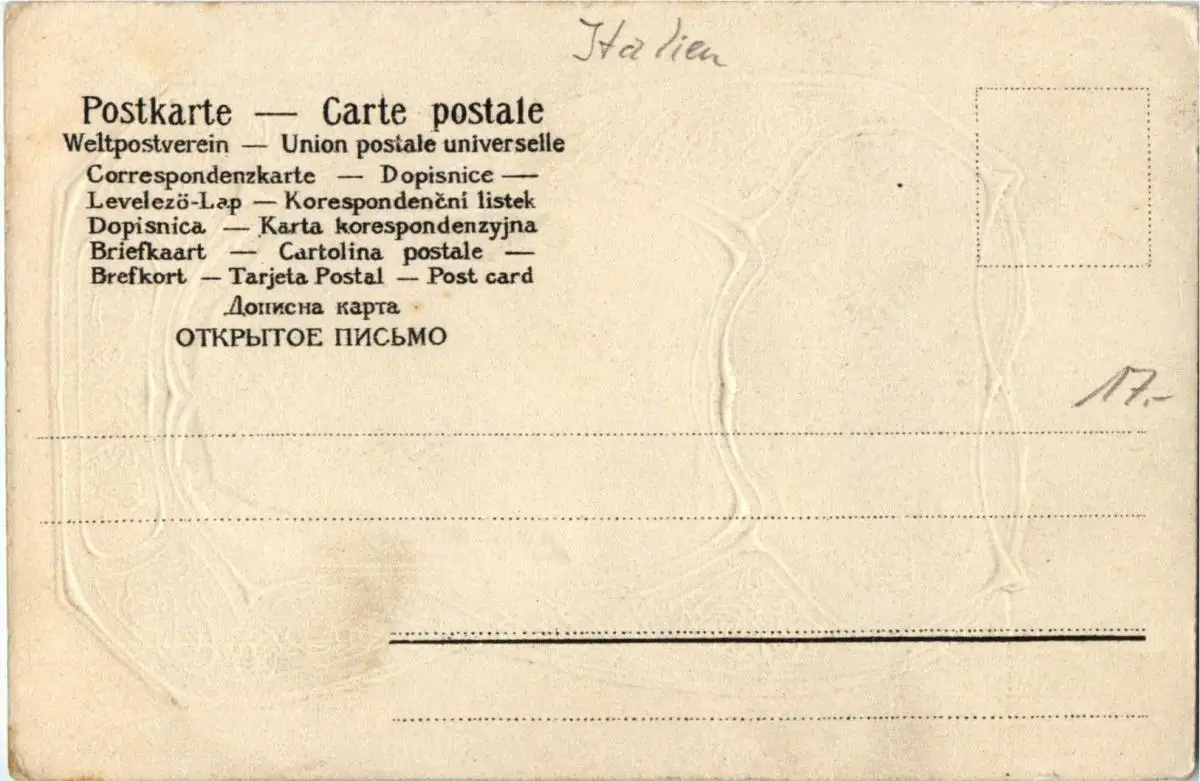 Italien
Postkarte — Carte postale
Weltpostverein — Union postale universelle
Correspondenzkarte — Dopisnice —
Levelező-Lap — Korespondenční listek
Dopisnica — Karta korespondenzyjna
Briefkaart — Cartolina postale —
Brefkort — Tarjeta Postal — Post card
Дописна карта
ОТКРЫТОЕ ПИСЬМО
17.-